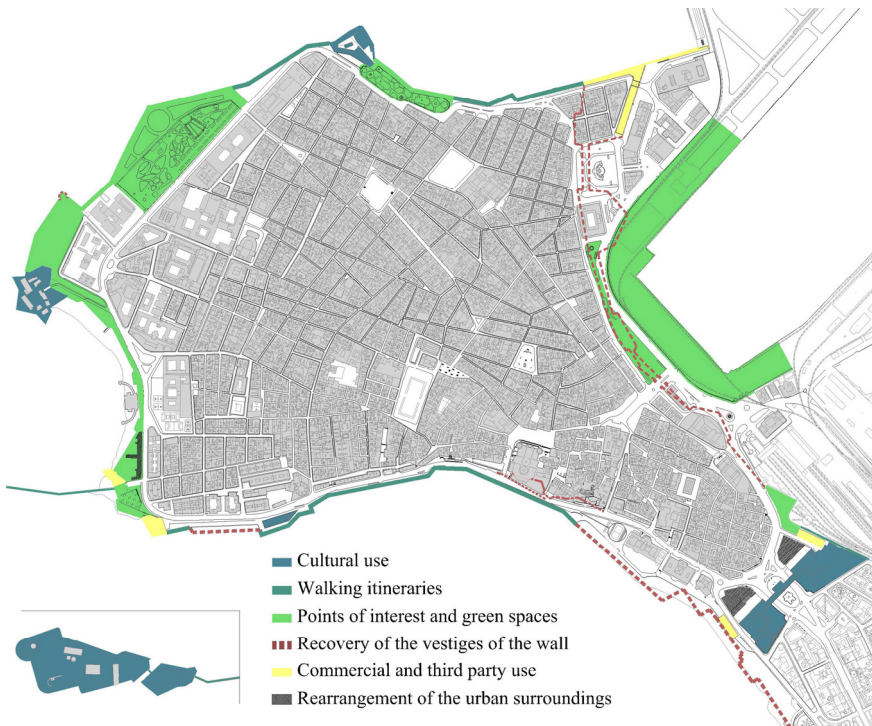 Cultural use
Walking itineraries
Points of interest and green spaces
Recovery of the vestiges of the wall
Commercial and third party use
Rearrangement of the urban surroundings